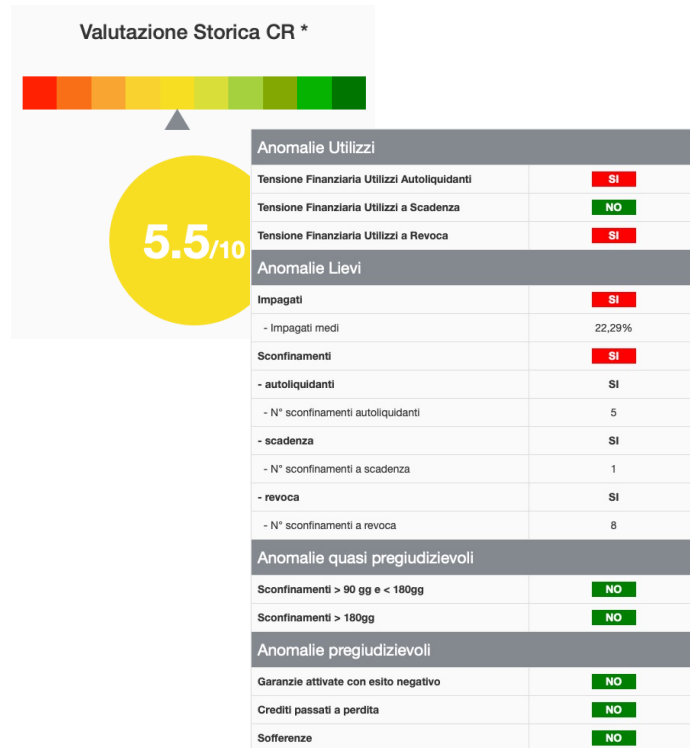 Valutazione Storica CR *
5.5/10
Anomalie Utilizzi
Tensione Finanziaria Utilizzi Autoliquidanti SI
Tensione Finanziaria Utilizzi a Scadenza NO
Tensione Finanziaria Utilizzi a Revoca SI
Anomalie Lievi
Impagati SI
- Impagati medi 22,29%
Sconfinamenti SI
- autoliquidanti SI
- N° sconfinamenti autoliquidanti 5
- scadenza SI
- N° sconfinamenti a scadenza 1
- revoca SI
- N° sconfinamenti a revoca 8
Anomalie quasi pregiudizievoli
Sconfinamenti > 90 gg e < 180gg NO
Sconfinamenti > 180gg NO
Anomalie pregiudizievoli
Garanzie attivate con esito negativo NO
Crediti passati a perdita NO
Sofferenze NO